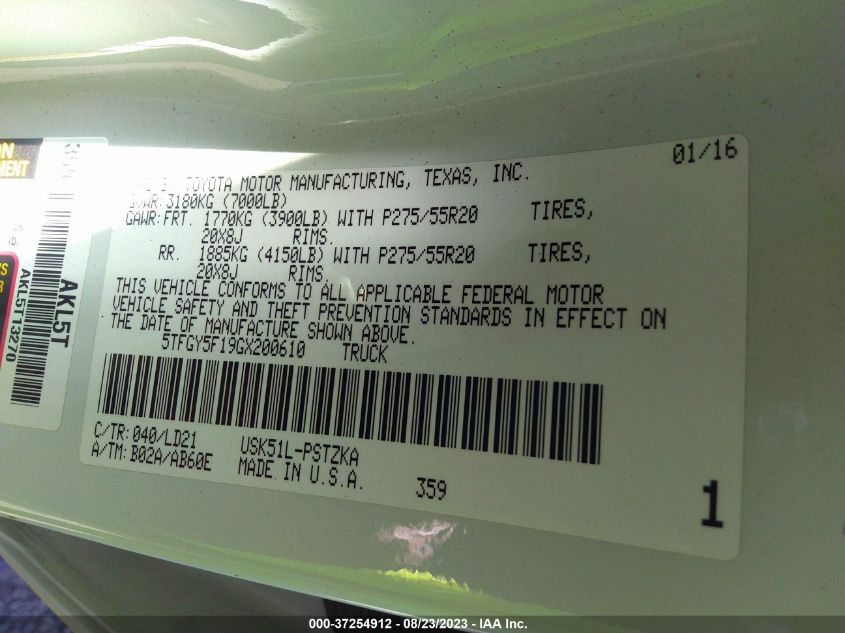 01/16
TOYOTA MOTOR MANUFACTURING, TEXAS, INC.
GVWR: 3180KG (7000LB)
GAWR: FRT. 1770KG (3900LB) WITH P275/55R20 TIRES,
20X8J RIMS.
RR. 1885KG (4150LB) WITH P275/55R20 TIRES,
20X8J RIMS.
THIS VEHICLE CONFORMS TO ALL APPLICABLE FEDERAL MOTOR
VEHICLE SAFETY AND THEFT PREVENTION STANDARDS IN EFFECT ON
THE DATE OF MANUFACTURE SHOWN ABOVE.
5TFGY5F19GX200610 TRUCK
C/TR: 040/LD21 USK51L-PSTZKA
A/TM: B02A/AB60E MADE IN U.S.A. 359
1
359
AKL5T
AKL5T13270
000-37254912 - 08/23/2023 - IAA Inc.